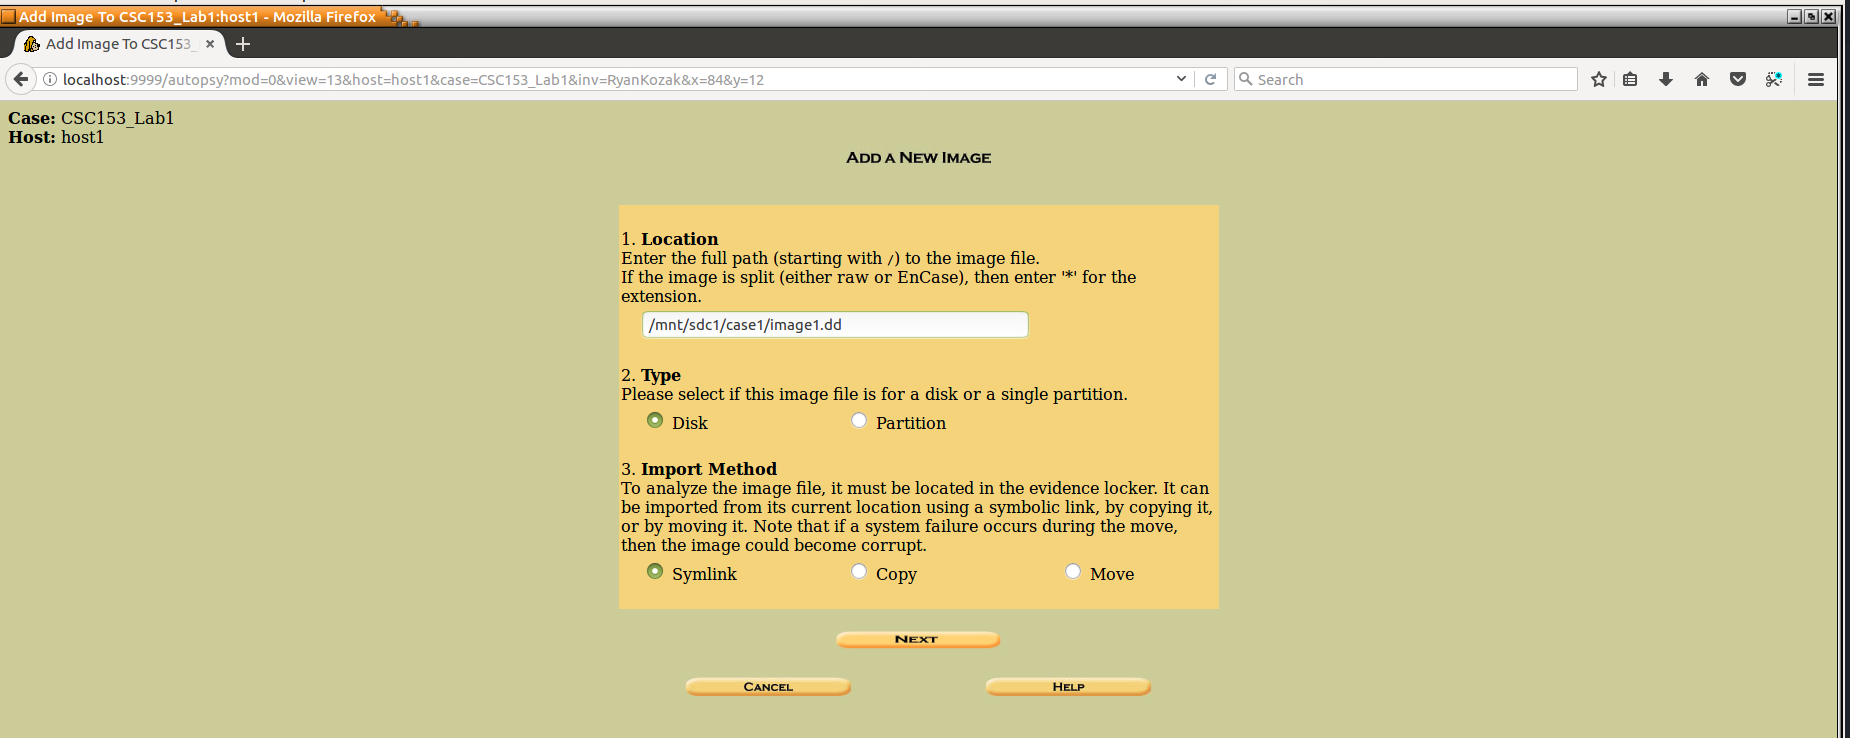 Add Image To CSC153_Lab1:host1 - Mozilla Firefox
Add Image To CSC153_
localhost:9999/autopsy?mod=0&view=13&host=host1&case=CSC153_Lab1&inv=RyanKozak&x=84&y=12
Search
Case: CSC153_Lab1
Host: host1
ADD A NEW IMAGE
1. Location
Enter the full path (starting with /) to the image file.
If the image is split (either raw or EnCase), then enter '*' for the
extension.
/mnt/sdc1/case1/image1.dd
2. Type
Please select if this image file is for a disk or a single partition.
Disk Partition
3. Import Method
To analyze the image file, it must be located in the evidence locker. It can
be imported from its current location using a symbolic link, by copying it,
or by moving it. Note that if a system failure occurs during the move,
then the image could become corrupt.
Symlink Copy Move
NEXT
CANCEL HELP